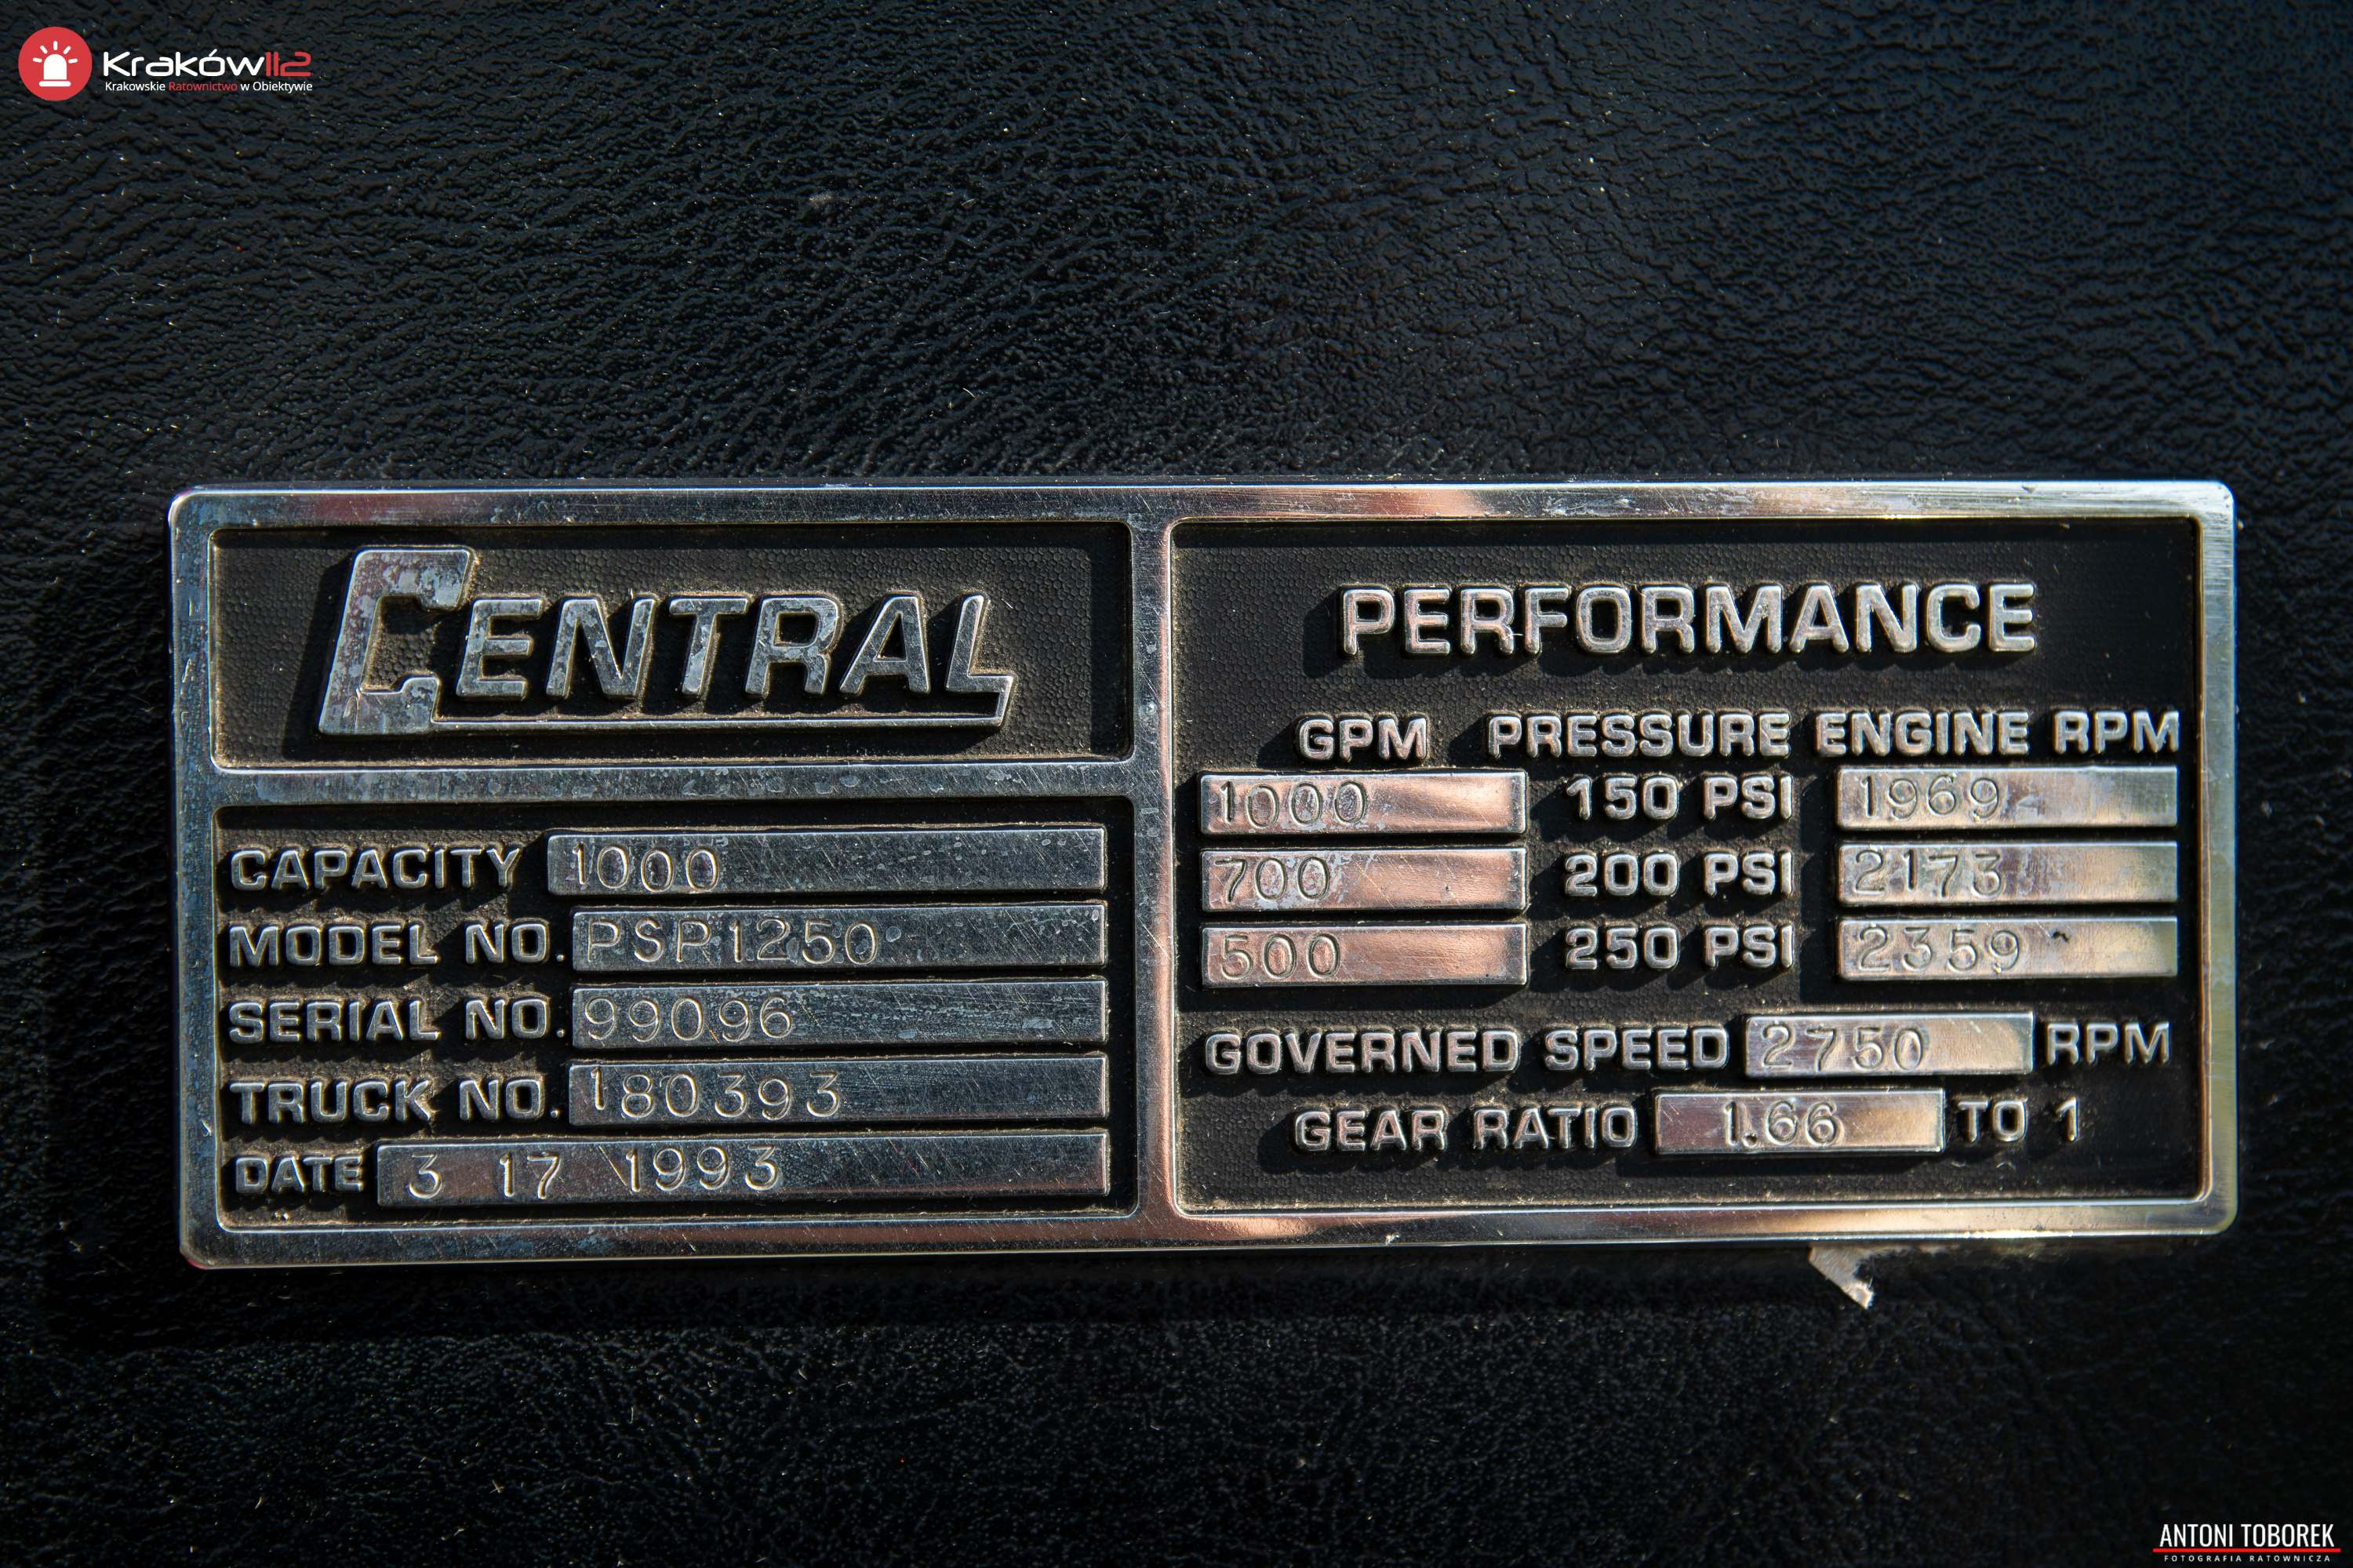 Kraków112
Krakowskie Ratownictwo w Obiektywie
CENTRAL
CAPACITY 1000
MODEL NO. PSP1250
SERIAL NO. 99096
TRUCK NO. 180393
DATE 3 17 1993
PERFORMANCE
GPM PRESSURE ENGINE RPM
1000 150 PSI 1969
700 200 PSI 2173
500 250 PSI 2359
GOVERNED SPEED 2750 RPM
GEAR RATIO 1.66 TO 1
ANTONI TOBOREK
FOTOGRAFIA RATOWNICZA